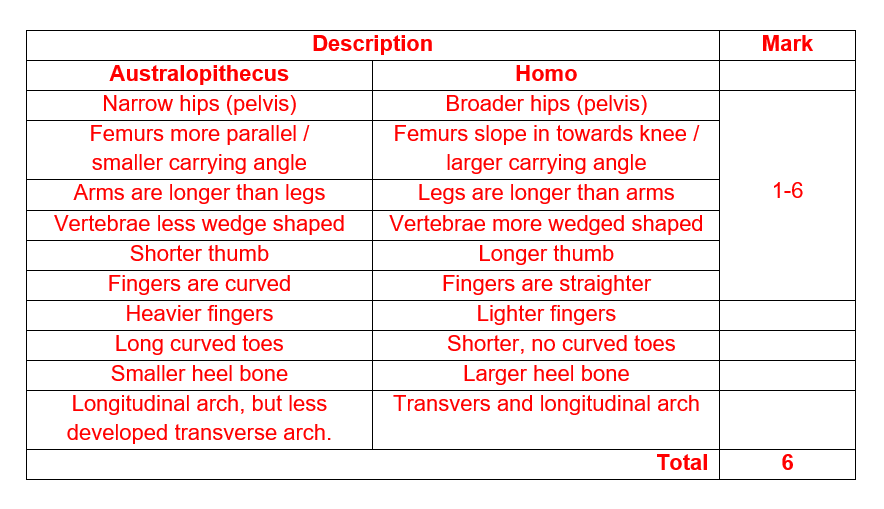 Description Mark
Australopithecus Homo
Narrow hips (pelvis) Broader hips (pelvis)
Femurs more parallel / Femurs slope in towards knee /
smaller carrying angle larger carrying angle
Arms are longer than legs Legs are longer than arms 1-6
Vertebrae less wedge shaped Vertebrae more wedged shaped
Shorter thumb Longer thumb
Fingers are curved Fingers are straighter
Heavier fingers Lighter fingers
Long curved toes Shorter, no curved toes
Smaller heel bone Larger heel bone
Longitudinal arch, but less Transvers and longitudinal arch
developed transverse arch.
Total 6